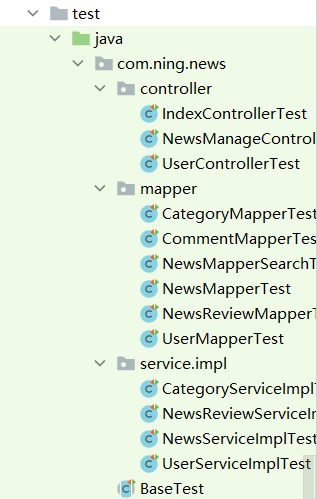 test
java
com.ning.news
controller
IndexControllerTest
NewsManageControl
UserControllerTest
mapper
CategoryMapperTest
CommentMapperTes
NewsMapperSearchT
NewsMapperTest
NewsReviewMapperT
UserMapperTest
service.impl
CategoryServiceImplT
NewsReviewServiceIm
NewsServiceImplTest
UserServiceImplTest
BaseTest